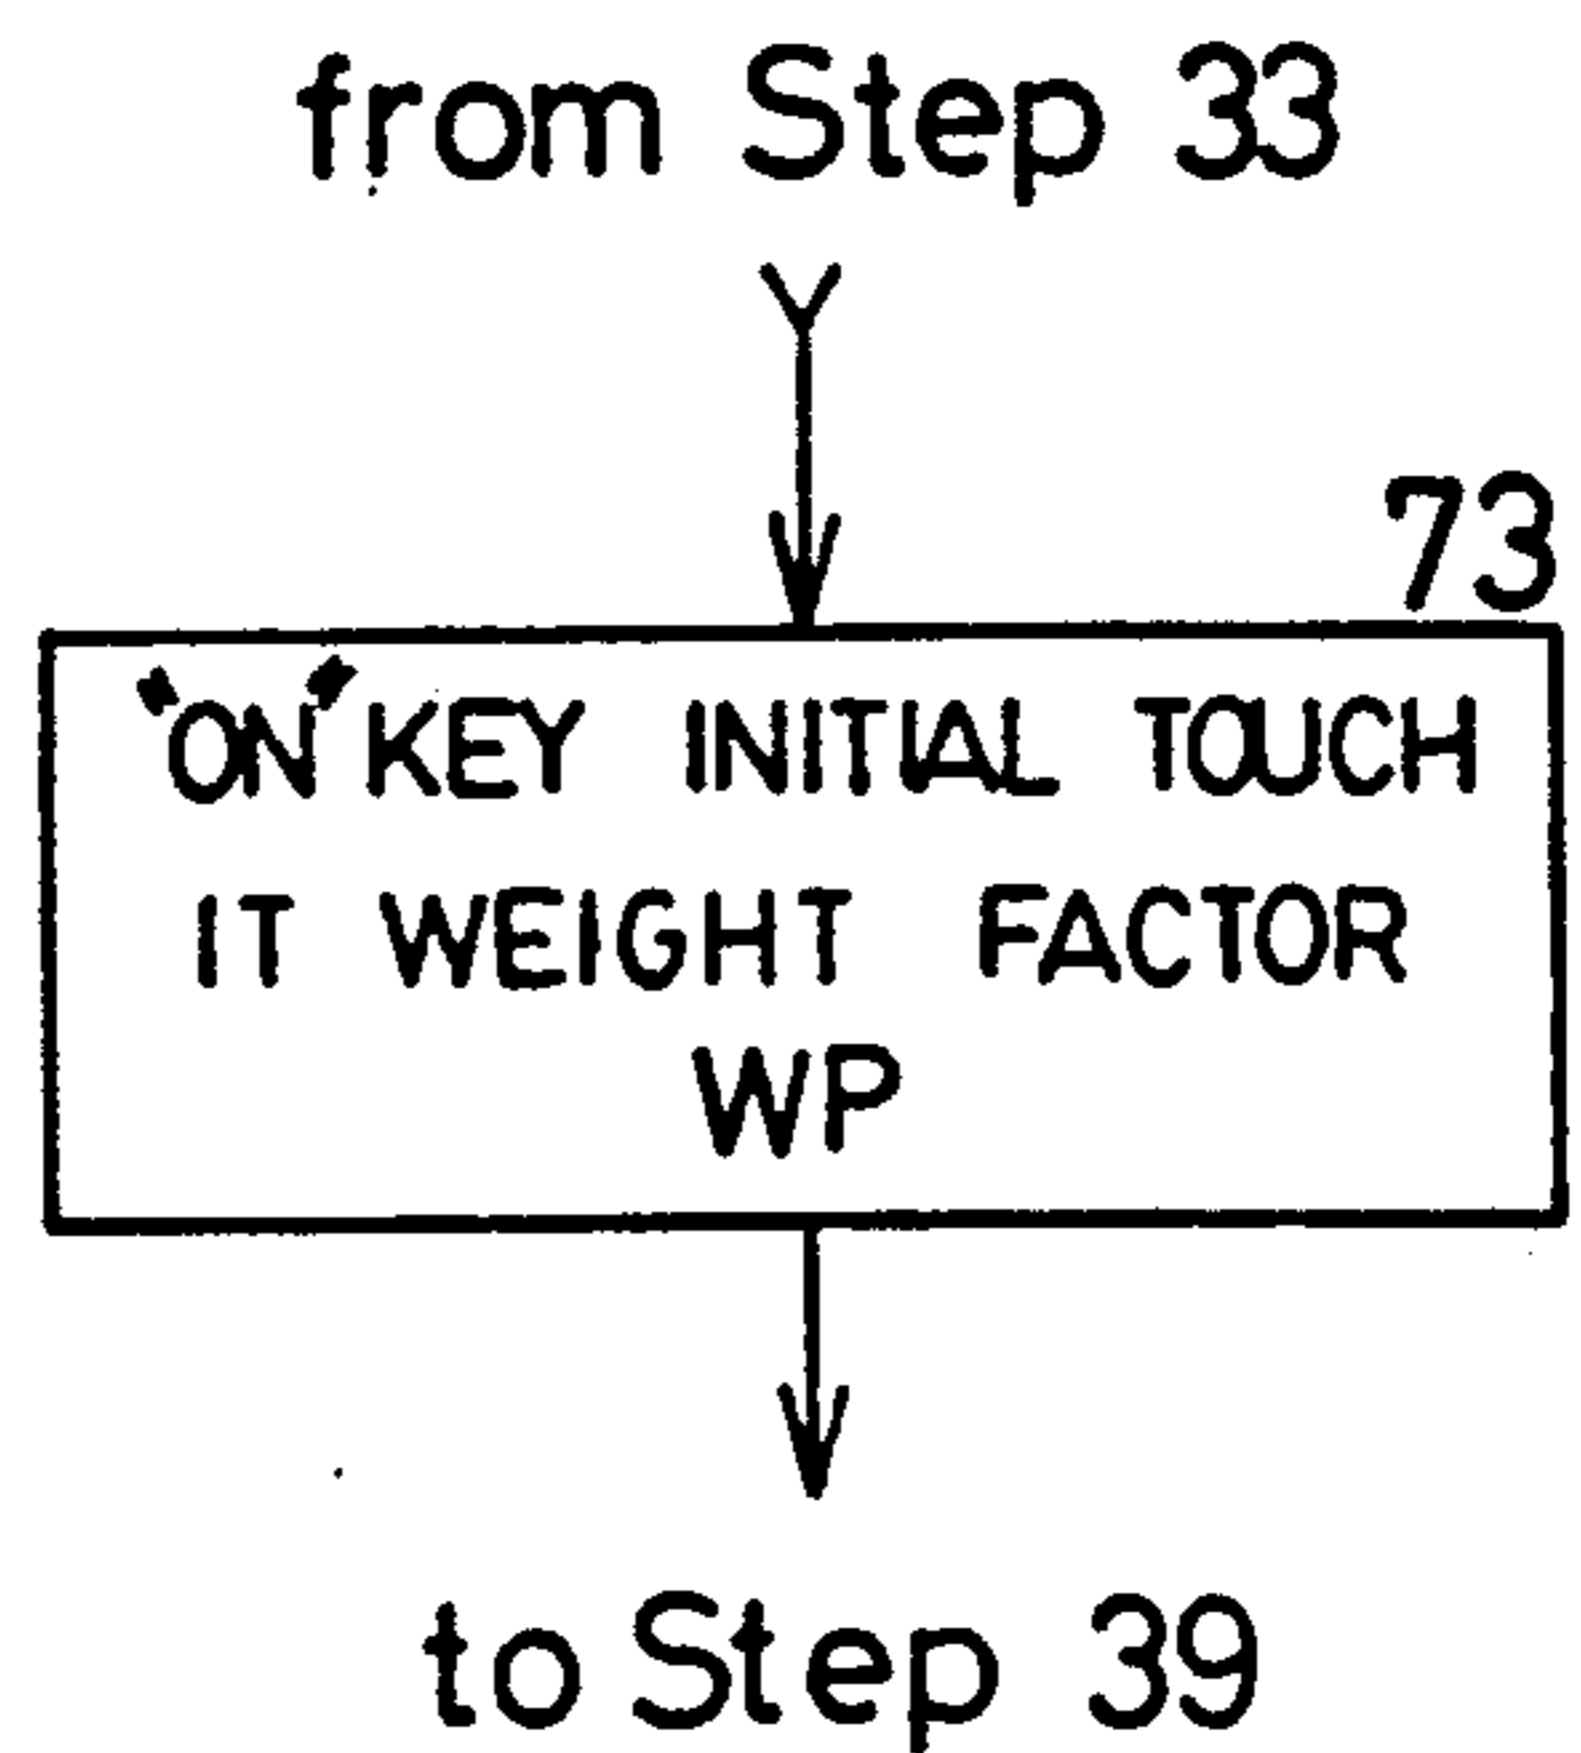 from Step 33
73
"ON" KEY INITIAL TOUCH
IT WEIGHT FACTOR
WP
to Step 39